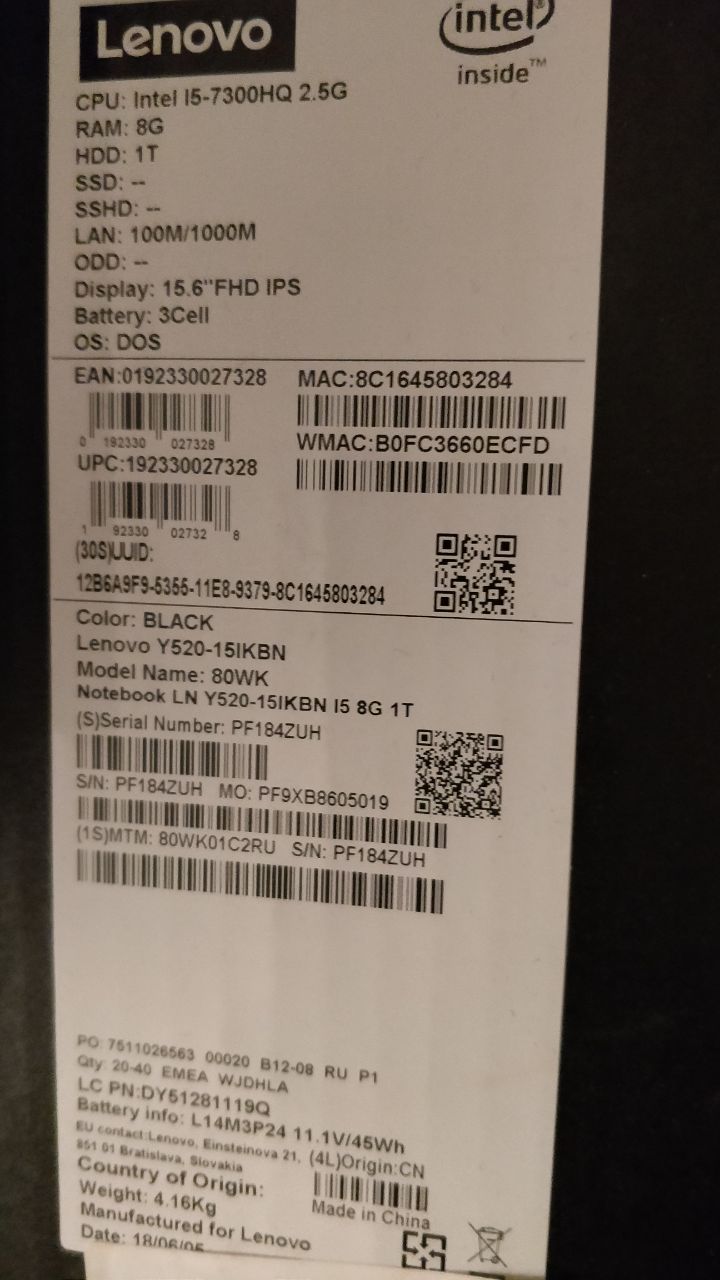 Lenovo
intel
inside™
CPU: Intel I5-7300HQ 2.5G
RAM: 8G
HDD: 1T
SSD: --
SSHD: --
LAN: 100M/1000M
ODD: --
Display: 15.6"FHD IPS
Battery: 3Cell
OS: DOS
EAN:0192330027328
0 192330 027328
MAC:8C1645803284
WMAC:B0FC3660ECFD
UPC:192330027328
1 92330 02732 8
(30S)UUID:
12B6A9F9-5355-11E8-9379-8C1645803284
Color: BLACK
Lenovo Y520-15IKBN
Model Name: 80WK
Notebook LN Y520-15IKBN I5 8G 1T
(S)Serial Number: PF184ZUH
S/N: PF184ZUH MO: PF9XB8605019
(1S)MTM: 80WK01C2RU S/N: PF184ZUH
PO: 7511026563 00020 B12-08 RU P1
Qty: 20-40 EMEA WJDHLA
LC PN:DY51281119Q
Battery info: L14M3P24 11.1V/45Wh
EU contact:Lenovo, Einsteinova 21,
851 01 Bratislava, Slovakia
(4L)Origin:CN
Country of Origin:
Made in China
Weight: 4.16Kg
Manufactured for Lenovo
Date: 18/06/05